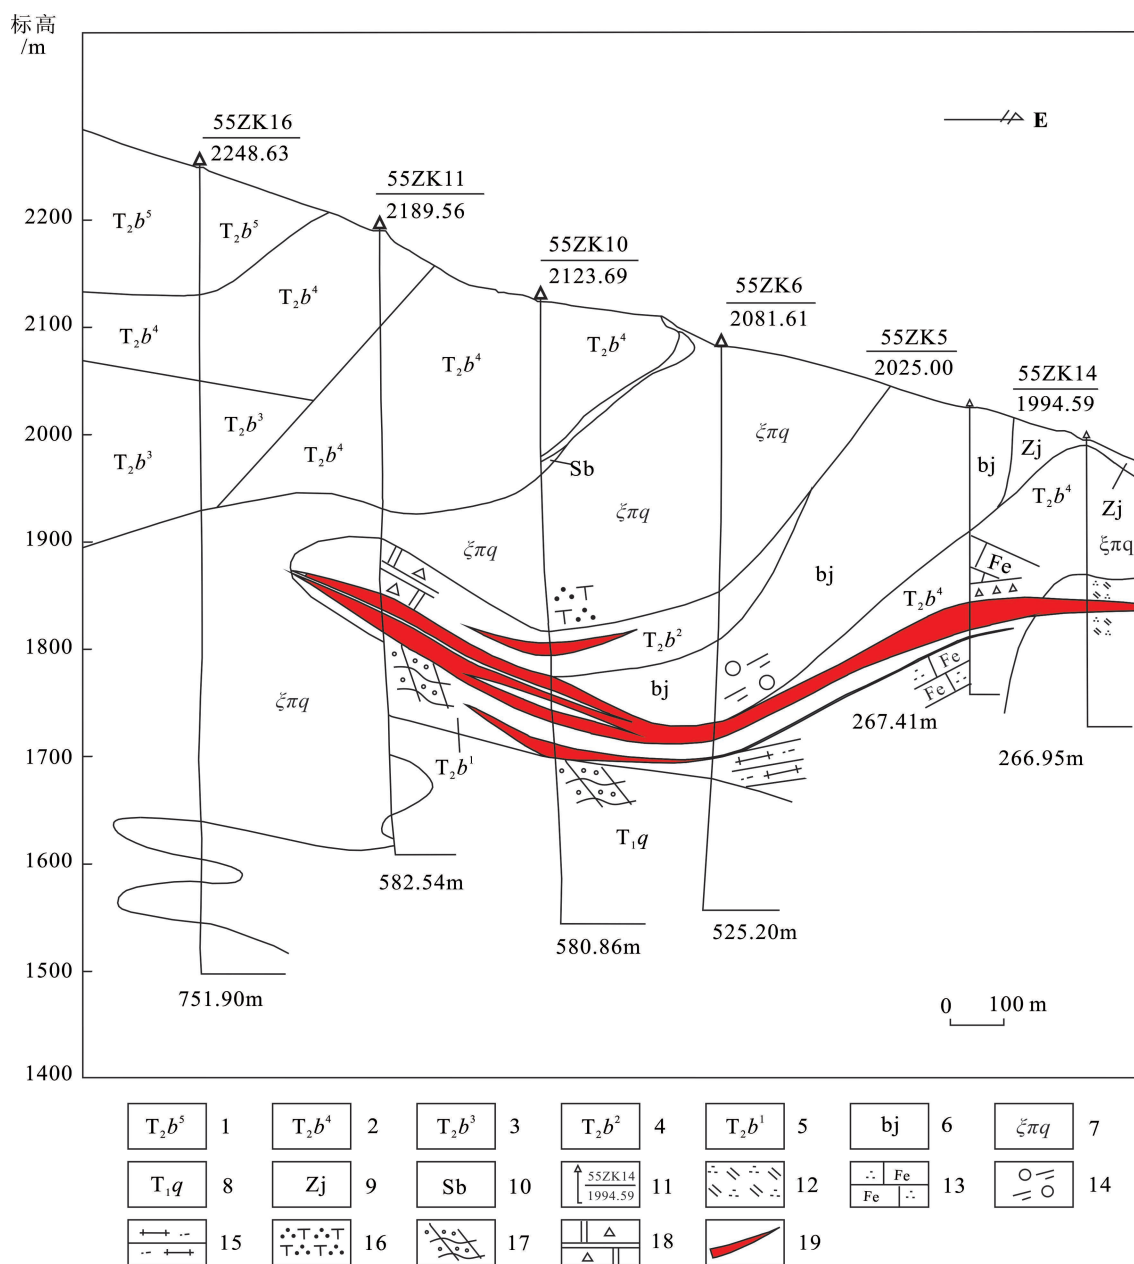 标高
/m
E
55ZK16
2248.63
55ZK11
2189.56
55ZK10
2123.69
55ZK6
2081.61
55ZK5
2025.00
55ZK14
1994.59
2200
2100
2000
1900
1800
1700
1600
1500
1400
T₂b⁵
T₂b⁵
T₂b⁴
T₂b⁴
T₂b⁴
T₂b⁴
T₂b³
T₂b³
T₂b⁴
Sb
ξπq
ξπq
ξπq
ξπq
bj
Zj
T₂b⁴
Zj
ξπq
Fe
bj
T₂b⁴
T₂b²
bj
Fe
Fe
T₂b¹
T₁q
267.41m
266.95m
582.54m
580.86m
525.20m
751.90m
0 100 m
T₂b⁵ 1
T₂b⁴ 2
T₂b³ 3
T₂b² 4
T₂b¹ 5
bj 6
ξπq 7
T₁q 8
Zj 9
Sb 10
55ZK14
1994.59 11
12
Fe
Fe 13
14
15
16
17
18
19